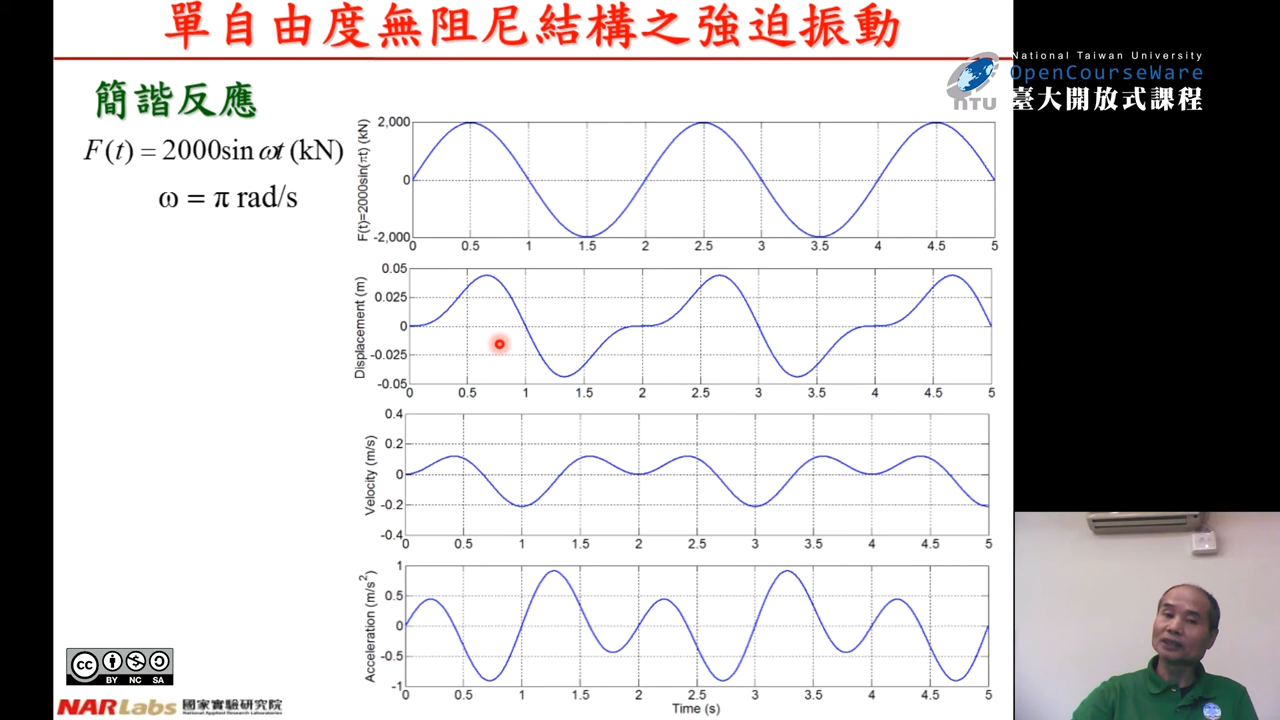 單自由度無阻尼結構之強迫振動
National Taiwan University
OpenCourseWare
臺大開放式課程
NTU
簡諧反應
F(t) = 2000sin ωt (kN)
ω = π rad/s
F(t)=2000sin(πt) (kN)
2,000
0
-2,000
0 0.5 1 1.5 2 2.5 3 3.5 4 4.5 5
Displacement (m)
0.05
0.025
0
-0.025
-0.05
0 0.5 1 1.5 2 2.5 3 3.5 4 4.5 5
Velocity (m/s)
0.4
0.2
0
-0.2
-0.4
0 0.5 1 1.5 2 2.5 3 3.5 4 4.5 5
Acceleration (m/s²)
1
0.5
0
-0.5
-1
0 0.5 1 1.5 2 2.5 3 3.5 4 4.5 5
Time (s)
cc BY NC SA
NARLabs 國家實驗研究院
National Applied Research Laboratories